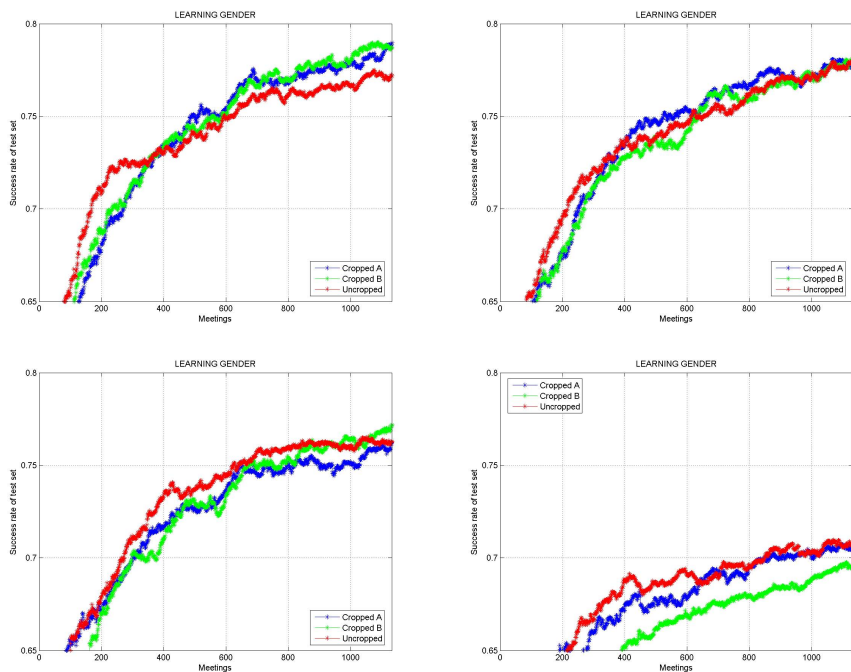 LEARNING GENDER
0.8
0.75
0.7
0.65
Success rate of test set
0 200 400 600 800 1000
Meetings
Cropped A
Cropped B
Uncropped
LEARNING GENDER
0.8
0.75
0.7
0.65
Success rate of test set
0 200 400 600 800 1000
Meetings
Cropped A
Cropped B
Uncropped
LEARNING GENDER
0.8
0.75
0.7
0.65
Success rate of test set
0 200 400 600 800 1000
Meetings
Cropped A
Cropped B
Uncropped
LEARNING GENDER
0.8
0.75
0.7
0.65
Success rate of test set
0 200 400 600 800 1000
Meetings
Cropped A
Cropped B
Uncropped